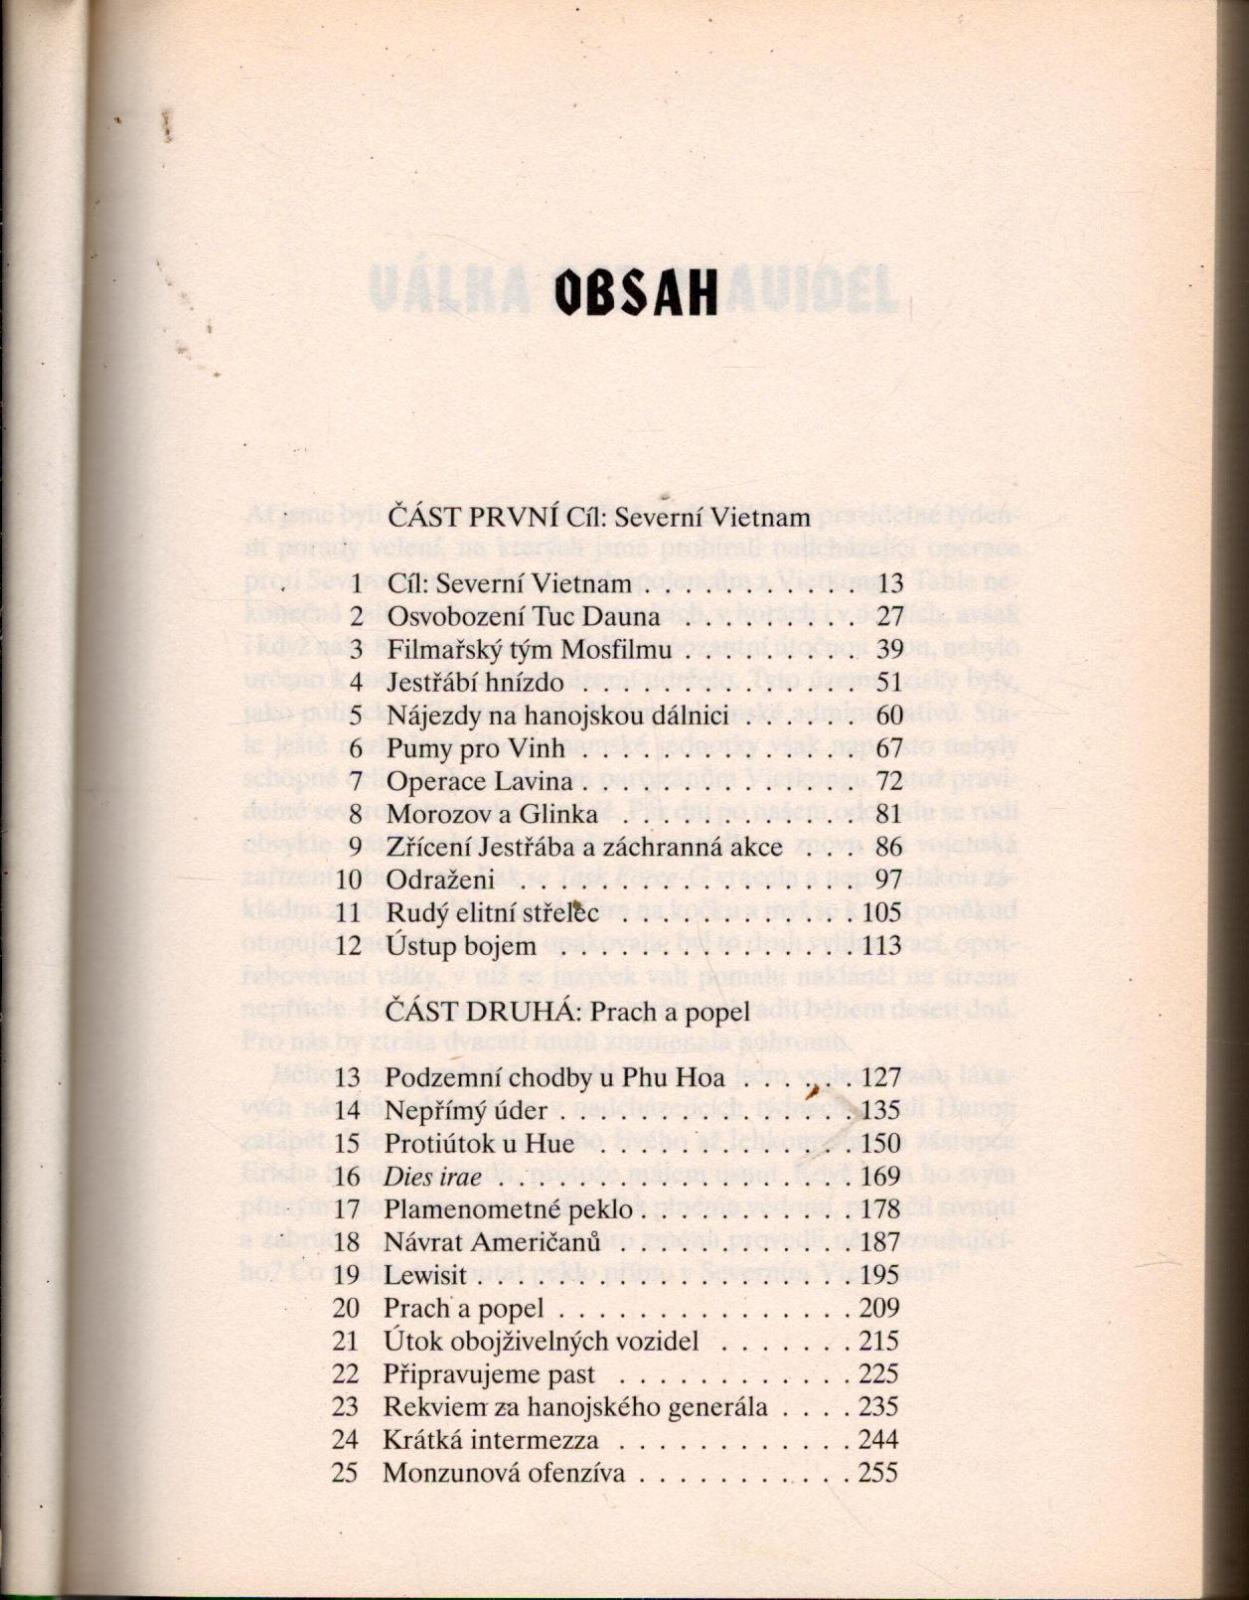 OBSAH
ČÁST PRVNÍ Cíl: Severní Vietnam
1 Cíl: Severní Vietnam . . . . . . . . . . . 13
2 Osvobození Tuc Dauna . . . . . . . . . 27
3 Filmařský tým Mosfilmu . . . . . . . . . 39
4 Jestřábí hnízdo . . . . . . . . . . . . . . 51
5 Nájezdy na hanojskou dálnici . . . . . . 60
6 Pumy pro Vinh . . . . . . . . . . . . . . 67
7 Operace Lavina . . . . . . . . . . . . . . 72
8 Morozov a Glinka . . . . . . . . . . . . 81
9 Zřícení Jestřába a záchranná akce . . . 86
10 Odraženi . . . . . . . . . . . . . . . . . 97
11 Rudý elitní střelec . . . . . . . . . . . . 105
12 Ústup bojem . . . . . . . . . . . . . . . 113
ČÁST DRUHÁ: Prach a popel
13 Podzemní chodby u Phu Hoa . . . . . . 127
14 Nepřímý úder . . . . . . . . . . . . . . . 135
15 Protiútok u Hue . . . . . . . . . . . . . 150
16 Dies irae . . . . . . . . . . . . . . . . . . 169
17 Plamenometné peklo . . . . . . . . . . . 178
18 Návrat Američanů . . . . . . . . . . . . 187
19 Lewisit . . . . . . . . . . . . . . . . . . . 195
20 Prach a popel . . . . . . . . . . . . . . . 209
21 Útok obojživelných vozidel . . . . . . . 215
22 Připravujeme past . . . . . . . . . . . . 225
23 Rekviem za hanojského generála . . . . 235
24 Krátká intermezza . . . . . . . . . . . . 244
25 Monzunová ofenzíva . . . . . . . . . . . 255